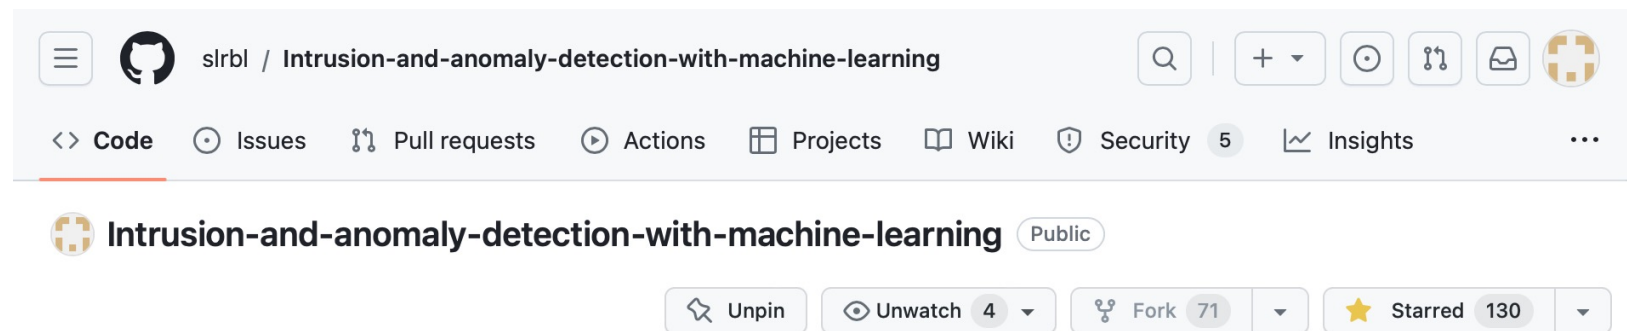 slrbl / Intrusion-and-anomaly-detection-with-machine-learning
Code Issues Pull requests Actions Projects Wiki Security 5 Insights
Intrusion-and-anomaly-detection-with-machine-learning Public
Unpin Unwatch 4 Fork 71 Starred 130